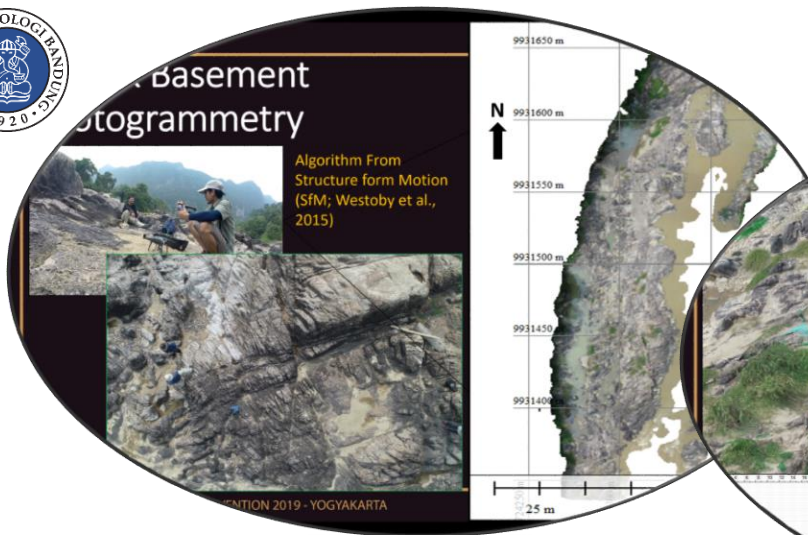 OLOGI BANDUNG
920
Basement
otogrammetry
Algorithm From
Structure form Motion
(SfM; Westoby et al.,
2015)
NTION 2019 - YOGYAKARTA
N
9931650 m
9931600 m
9931550 m
9931500 m
9931450 m
9931400
25 m